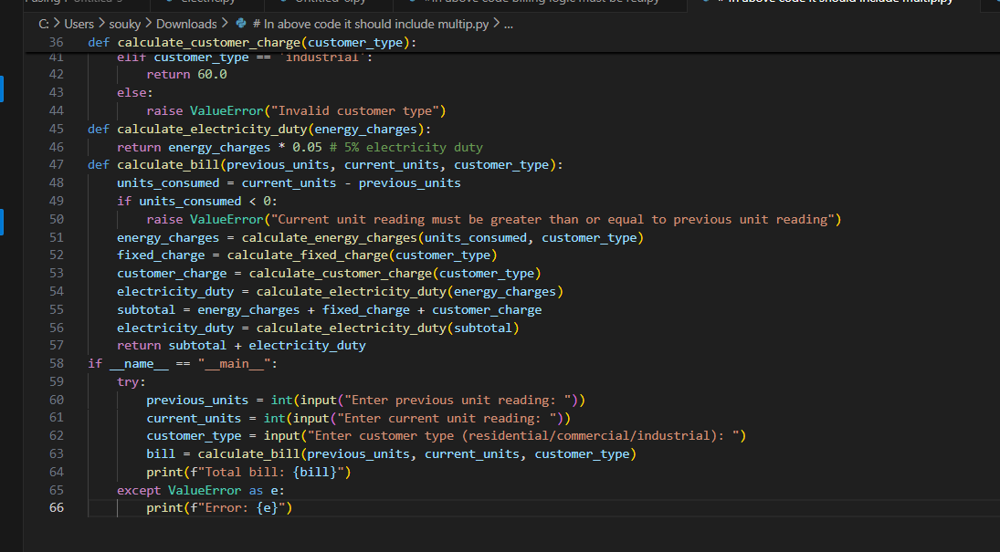 C: > Users > souky > Downloads > # In above code it should include multip.py > ...
36 def calculate_customer_charge(customer_type):
41 elif customer_type == 'industrial':
42 return 60.0
43 else:
44 raise ValueError("Invalid customer type")
45 def calculate_electricity_duty(energy_charges):
46 return energy_charges * 0.05 # 5% electricity duty
47 def calculate_bill(previous_units, current_units, customer_type):
48 units_consumed = current_units - previous_units
49 if units_consumed < 0:
50 raise ValueError("Current unit reading must be greater than or equal to previous unit reading")
51 energy_charges = calculate_energy_charges(units_consumed, customer_type)
52 fixed_charge = calculate_fixed_charge(customer_type)
53 customer_charge = calculate_customer_charge(customer_type)
54 electricity_duty = calculate_electricity_duty(energy_charges)
55 subtotal = energy_charges + fixed_charge + customer_charge
56 electricity_duty = calculate_electricity_duty(subtotal)
57 return subtotal + electricity_duty
58 if __name__ == "__main__":
59 try:
60 previous_units = int(input("Enter previous unit reading: "))
61 current_units = int(input("Enter current unit reading: "))
62 customer_type = input("Enter customer type (residential/commercial/industrial): ")
63 bill = calculate_bill(previous_units, current_units, customer_type)
64 print(f"Total bill: {bill}")
65 except ValueError as e:
66 print(f"Error: {e}")